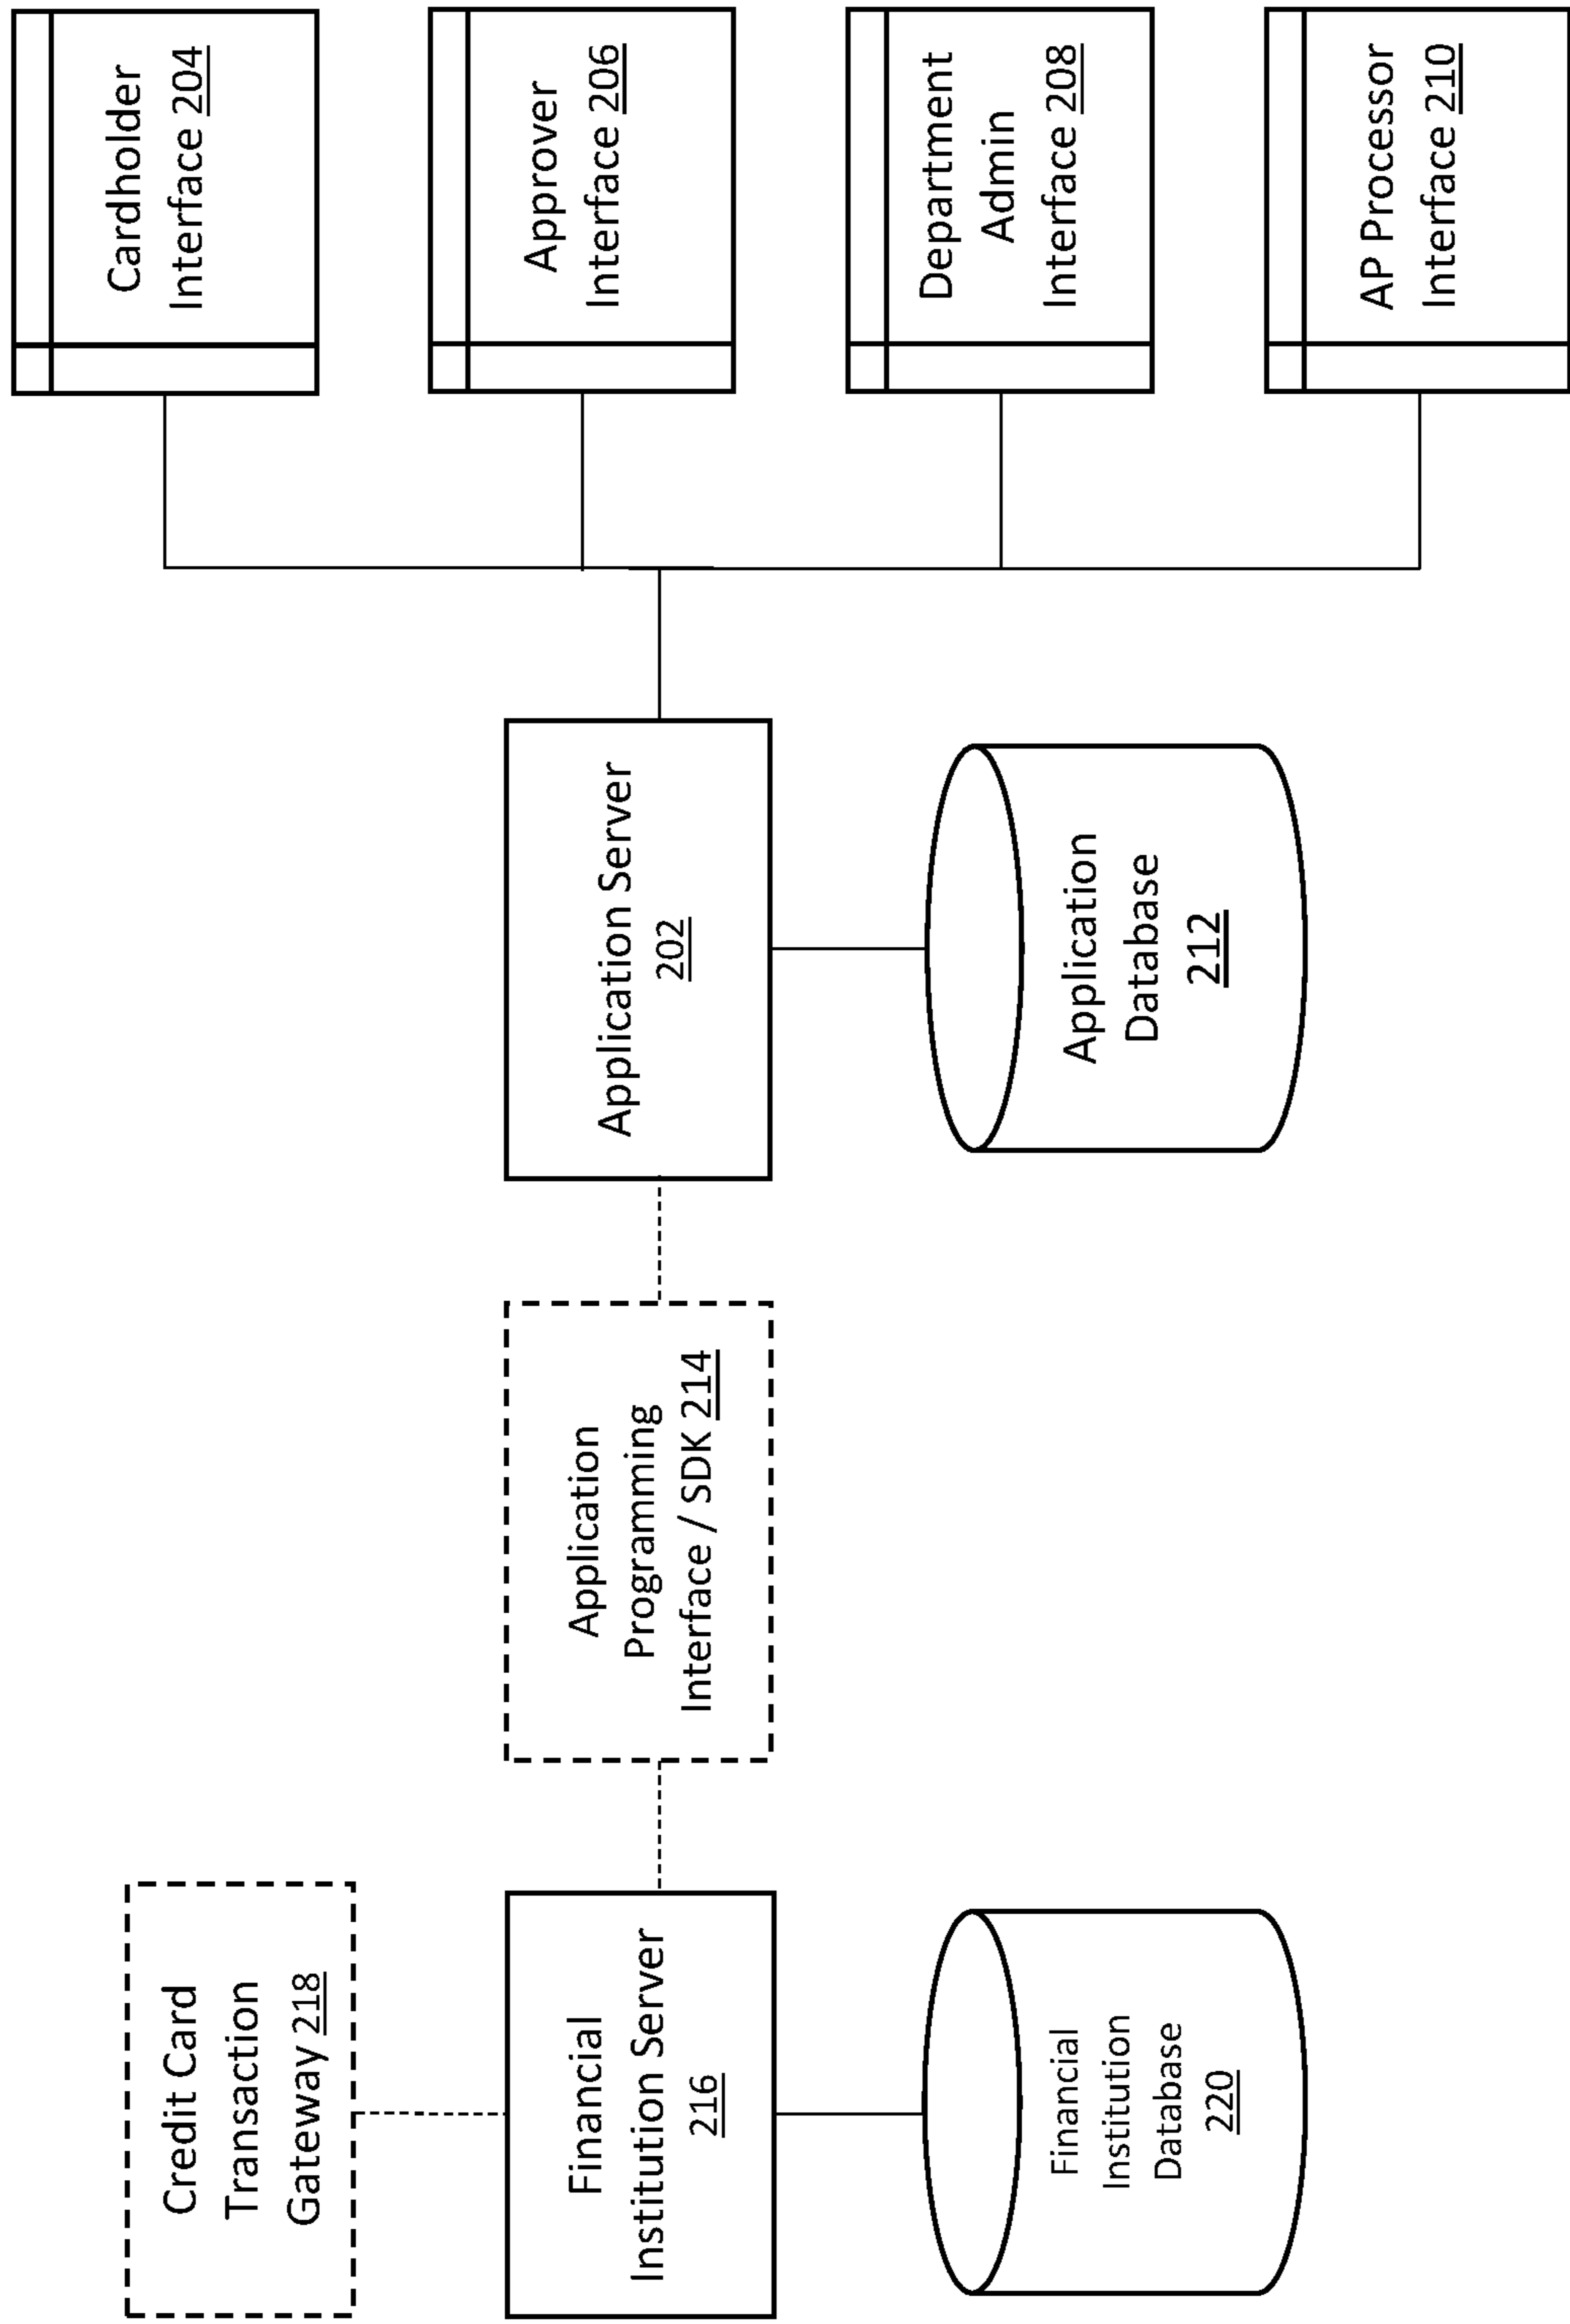 Credit Card
Transaction
Gateway 218
Financial
Institution Server
216
Financial
Institution
Database
220
Application
Programming
Interface / SDK 214
Application Server
202
Application
Database
212
Cardholder
Interface 204
Approver
Interface 206
Department
Admin
Interface 208
AP Processor
Interface 210